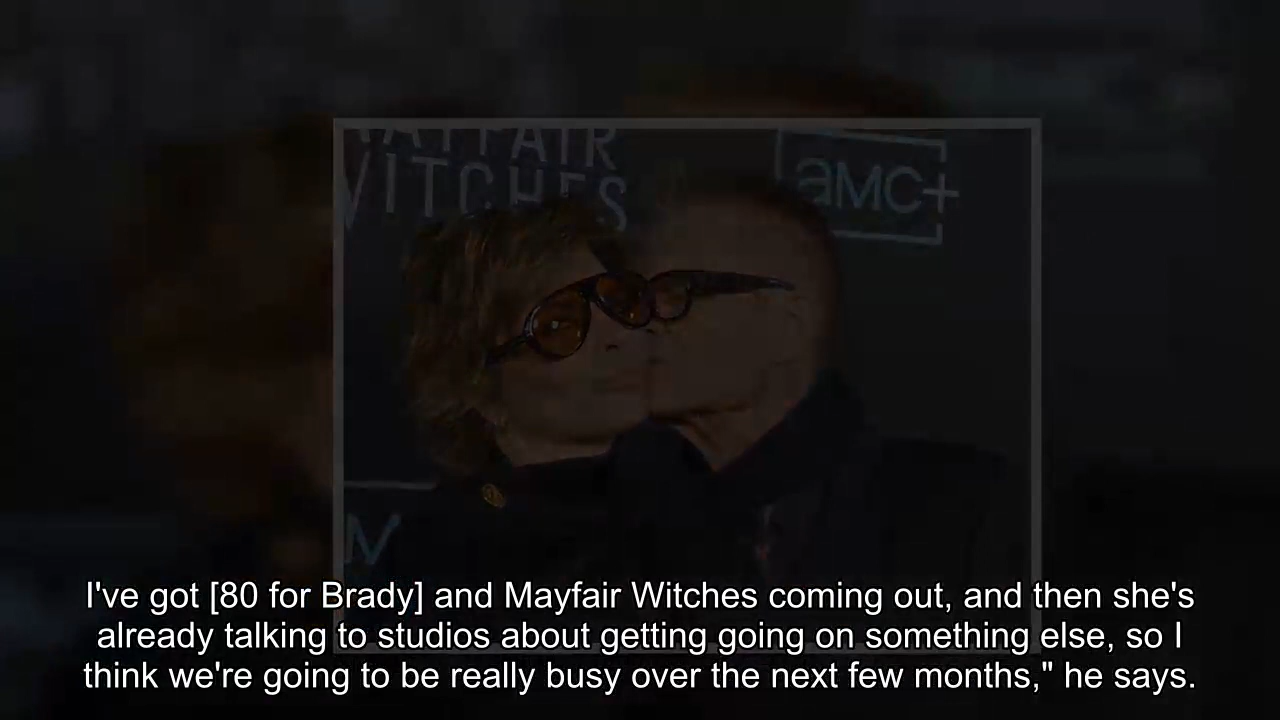 MAYFAIR
WITCHES
aMC+
I've got [80 for Brady] and Mayfair Witches coming out, and then she's
already talking to studios about getting going on something else, so I
think we're going to be really busy over the next few months," he says.